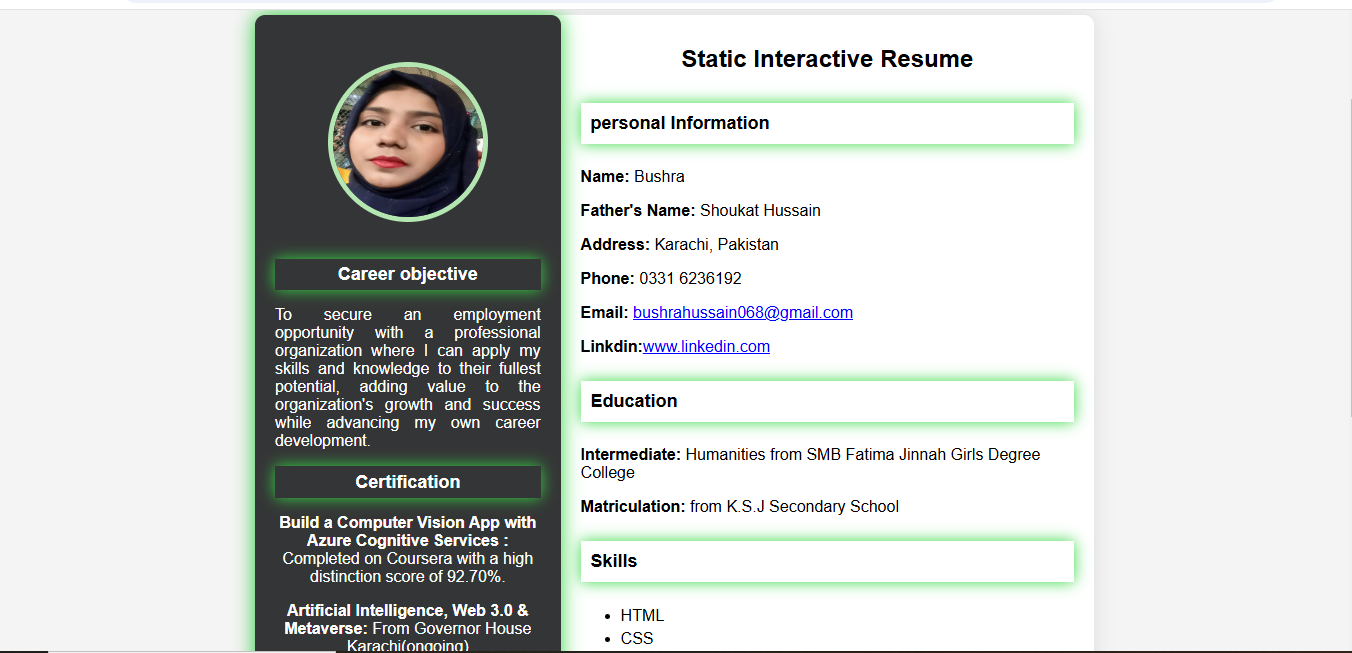 Career objective
To secure an employment
opportunity with a professional
organization where I can apply my
skills and knowledge to their fullest
potential, adding value to the
organization's growth and success
while advancing my own career
development.
Certification
Build a Computer Vision App with
Azure Cognitive Services :
Completed on Coursera with a high
distinction score of 92.70%.
Artificial Intelligence, Web 3.0 &
Metaverse: From Governor House
Karachi(ongoing)
Static Interactive Resume
personal Information
Name: Bushra
Father's Name: Shoukat Hussain
Address: Karachi, Pakistan
Phone: 0331 6236192
Email: bushrahussain068@gmail.com
Linkdin:www.linkedin.com
Education
Intermediate: Humanities from SMB Fatima Jinnah Girls Degree
College
Matriculation: from K.S.J Secondary School
Skills
• HTML
• CSS